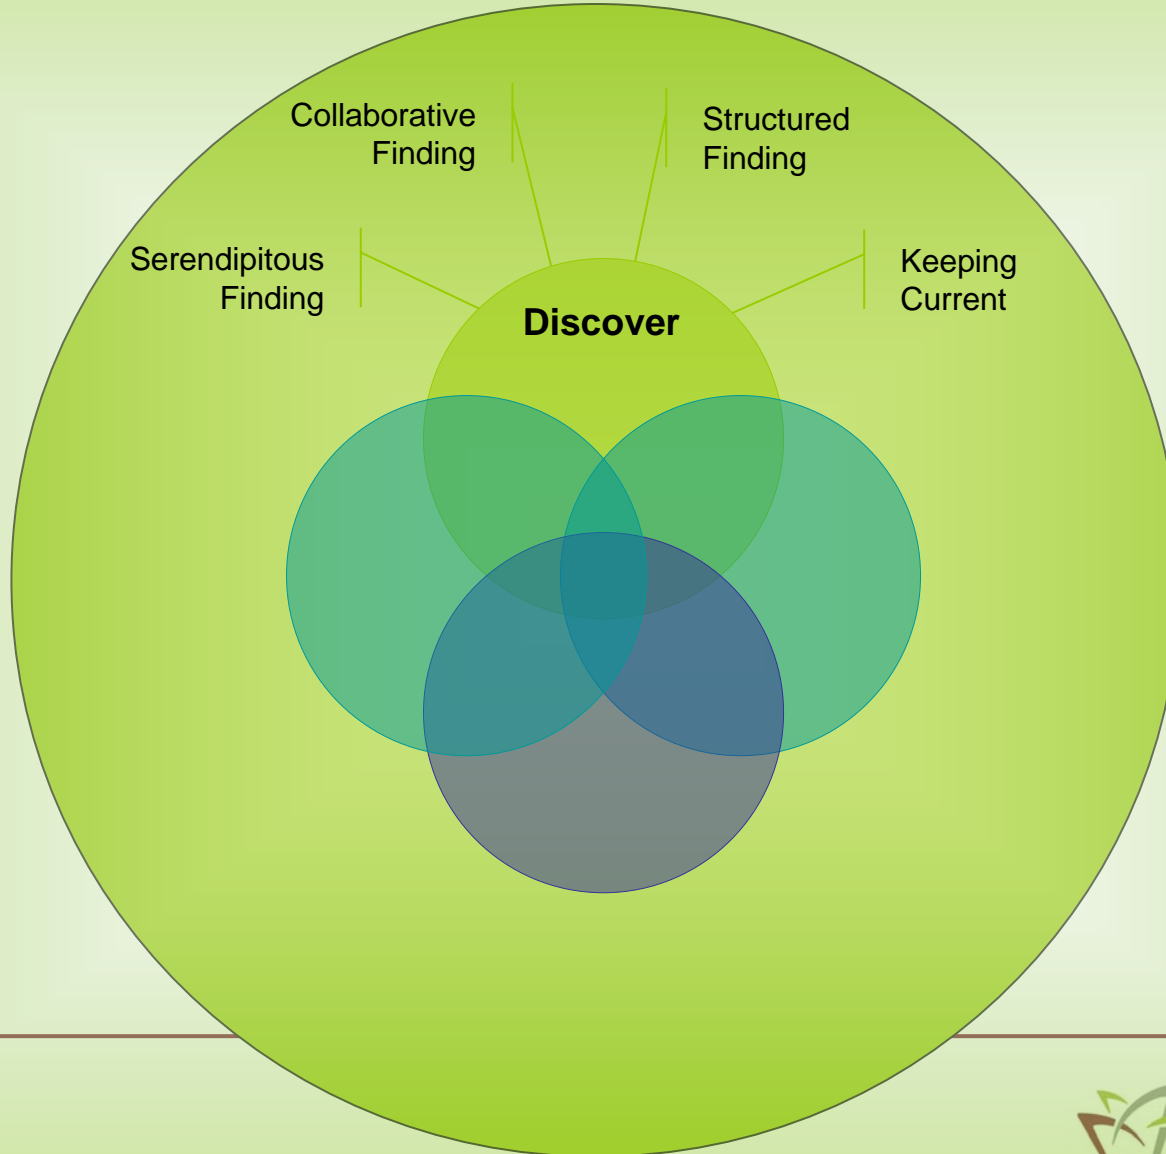 Collaborative
Finding
Structured
Finding
Serendipitous
Finding
Keeping
Current
Discover